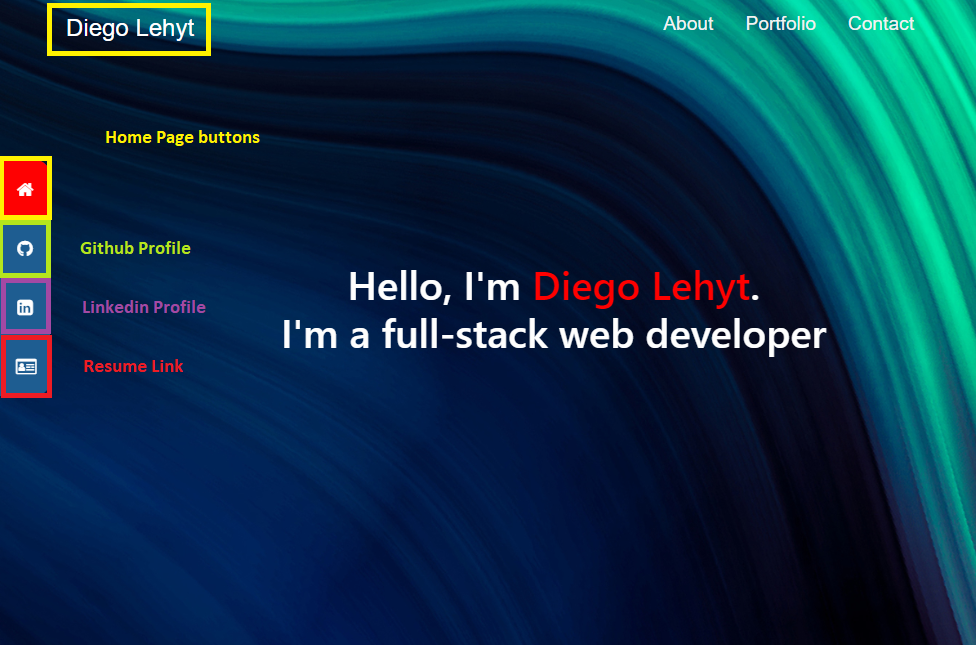 Diego Lehyt
About Portfolio Contact
Home Page buttons
Github Profile
Linkedin Profile
Resume Link
Hello, I'm Diego Lehyt.
I'm a full-stack web developer